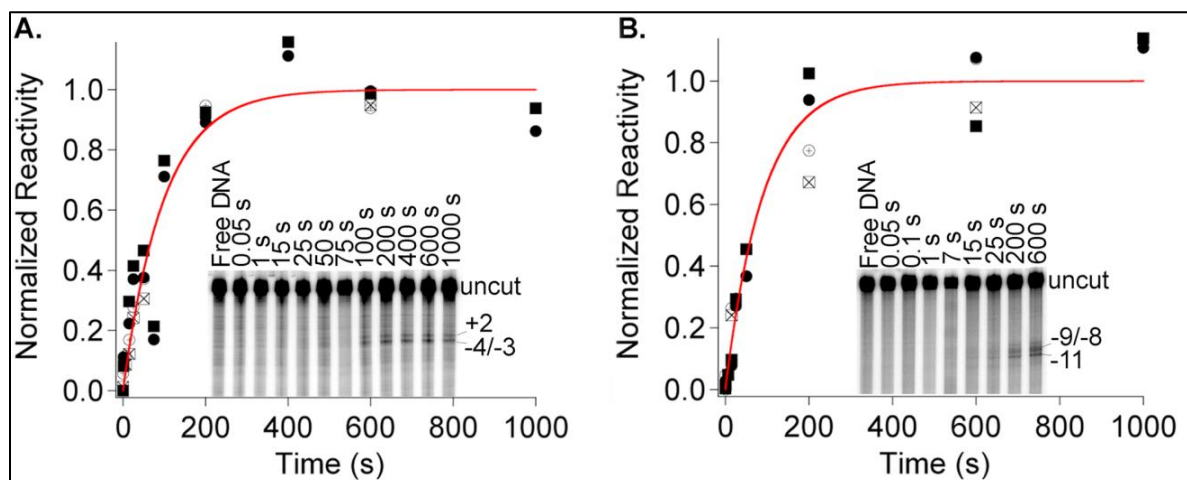 A.
Normalized Reactivity
1.0
0.8
0.6
0.4
0.2
0.0
Free DNA
0.05 s
1 s
15 s
25 s
50 s
75 s
100 s
200 s
400 s
600 s
1000 s
uncut
+2
-4/-3
0 200 400 600 800 1000
Time (s)
B.
Normalized Reactivity
1.0
0.8
0.6
0.4
0.2
0.0
Free DNA
0.05 s
0.1 s
1 s
7 s
15 s
25 s
200 s
600 s
uncut
-9/-8
-11
0 200 400 600 800 1000
Time (s)